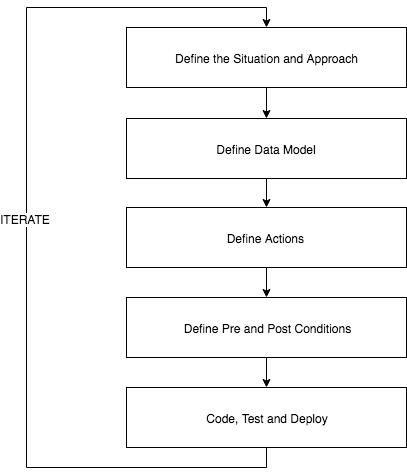 Define the Situation and Approach
Define Data Model
ITERATE
Define Actions
Define Pre and Post Conditions
Code, Test and Deploy